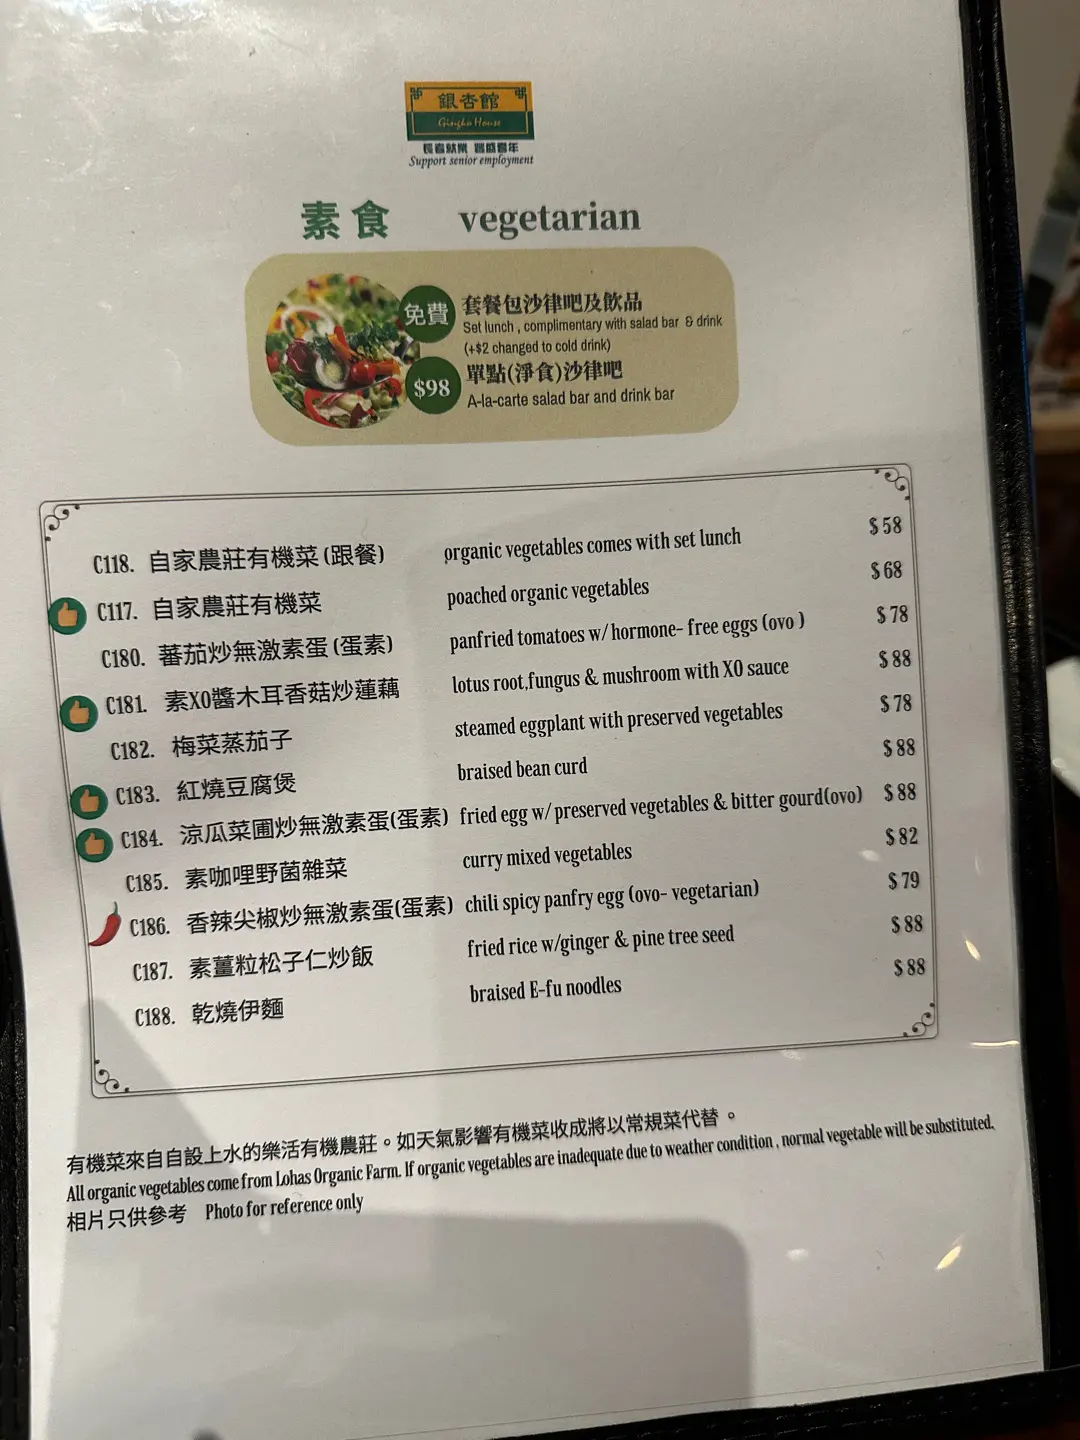 銀杏館
Gingko House
長者就業 豐盛耆年
Support senior employment
素食 vegetarian
免費 套餐包沙律吧及飲品
Set lunch , complimentary with salad bar & drink
(+$2 changed to cold drink)
$98 單點(淨食)沙律吧
A-la-carte salad bar and drink bar
C118. 自家農莊有機菜 (跟餐) organic vegetables comes with set lunch $ 58
C117. 自家農莊有機菜 poached organic vegetables $ 68
C180. 蕃茄炒無激素蛋 (蛋素) panfried tomatoes w/ hormone- free eggs (ovo ) $ 78
C181. 素XO醬木耳香菇炒蓮藕 lotus root,fungus & mushroom with XO sauce $ 88
C182. 梅菜蒸茄子 steamed eggplant with preserved vegetables $ 78
C183. 紅燒豆腐煲 braised bean curd $ 88
C184. 涼瓜菜圃炒無激素蛋(蛋素) fried egg w/ preserved vegetables & bitter gourd(ovo) $ 88
C185. 素咖哩野菌雜菜 curry mixed vegetables $ 82
C186. 香辣尖椒炒無激素蛋(蛋素) chili spicy panfry egg (ovo- vegetarian) $ 79
C187. 素薑粒松子仁炒飯 fried rice w/ginger & pine tree seed $ 88
C188. 乾燒伊麵 braised E-fu noodles $ 88
有機菜來自自設上水的樂活有機農莊。如天氣影響有機菜收成將以常規菜代替 。
All organic vegetables come from Lohas Organic Farm. If organic vegetables are inadequate due to weather condition , normal vegetable will be substituted.
相片只供參考 Photo for reference only